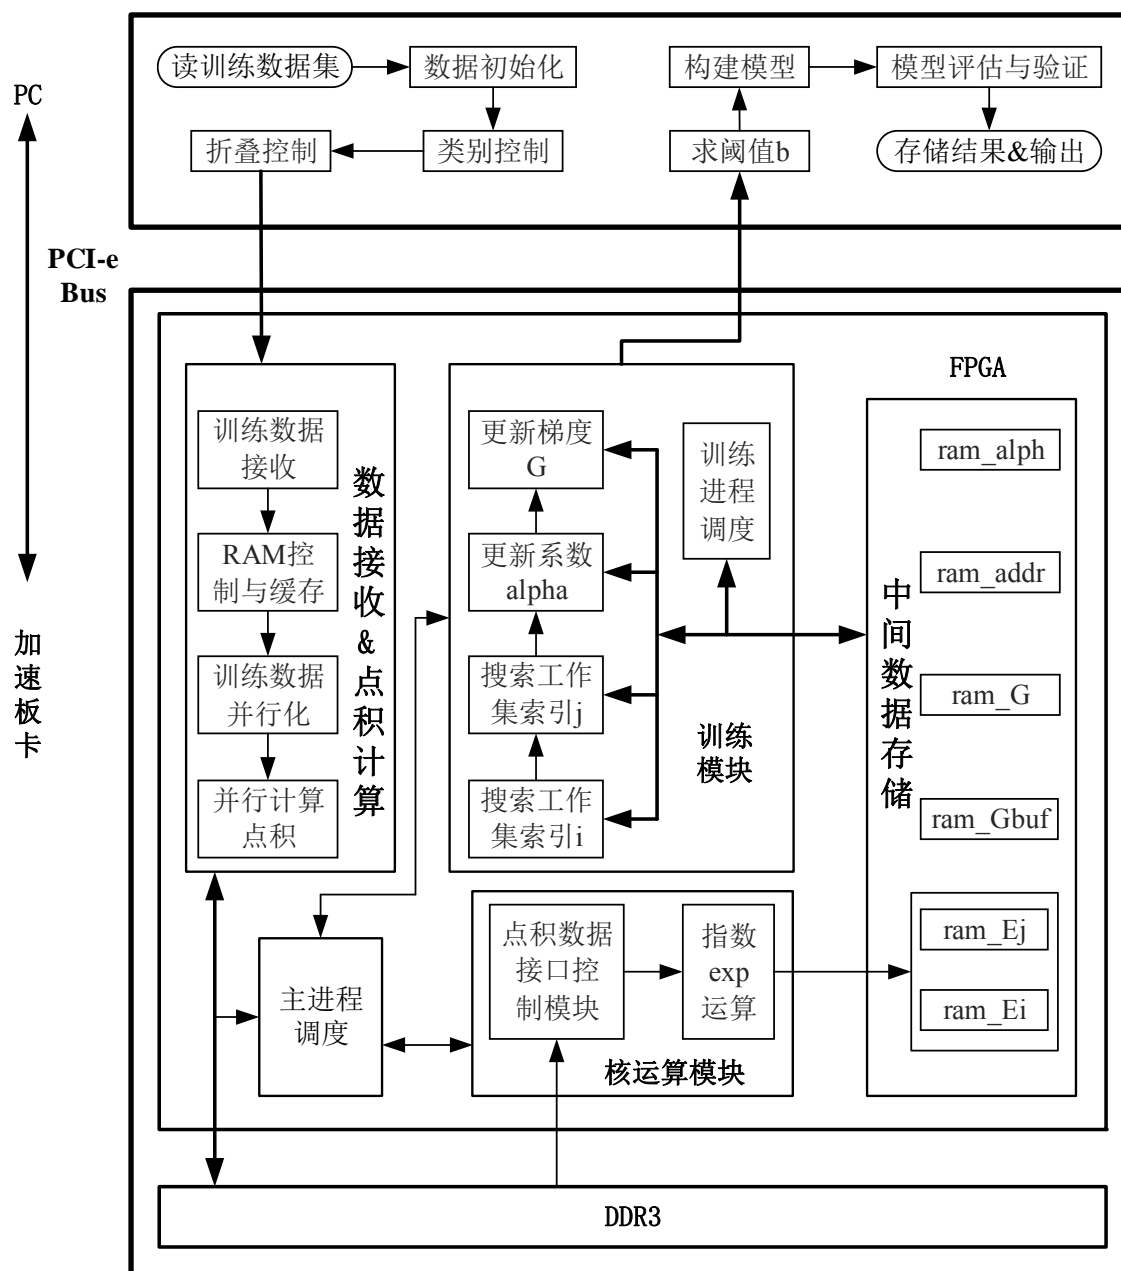 读训练数据集
数据初始化
构建模型
模型评估与验证
PC
折叠控制
类别控制
求阈值b
存储结果&输出
PCI-e
Bus
FPGA
训练数据
接收
RAM控
制与缓存
训练数据
并行化
并行计算
点积
数据接收&点积计算
更新梯度
G
更新系数
alpha
搜索工作
集索引j
搜索工作
集索引i
训练
进程
调度
训练
模块
ram_alph
ram_addr
ram_G
ram_Gbuf
ram_Ej
ram_Ei
中间数据存储
加速板卡
主进程
调度
点积数据
接口控
制模块
指数
exp
运算
核运算模块
DDR3